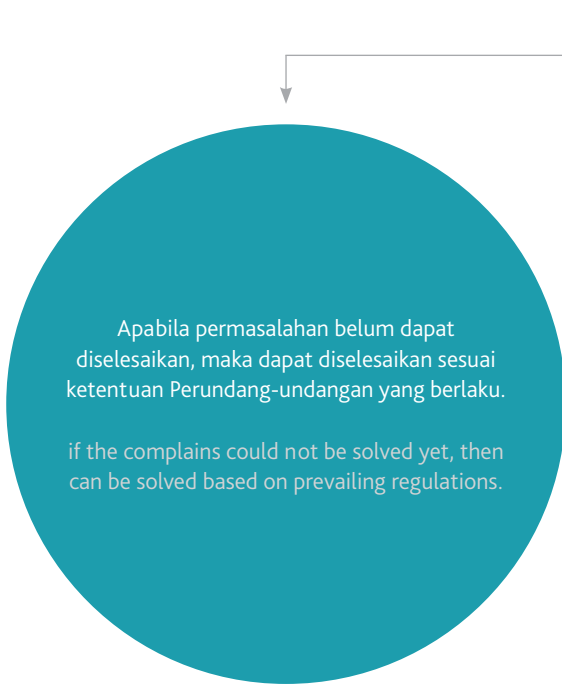 Apabila permasalahan belum dapat
diselesaikan, maka dapat diselesaikan sesuai
ketentuan Perundang-undangan yang berlaku.
if the complains could not be solved yet, then
can be solved based on prevailing regulations.